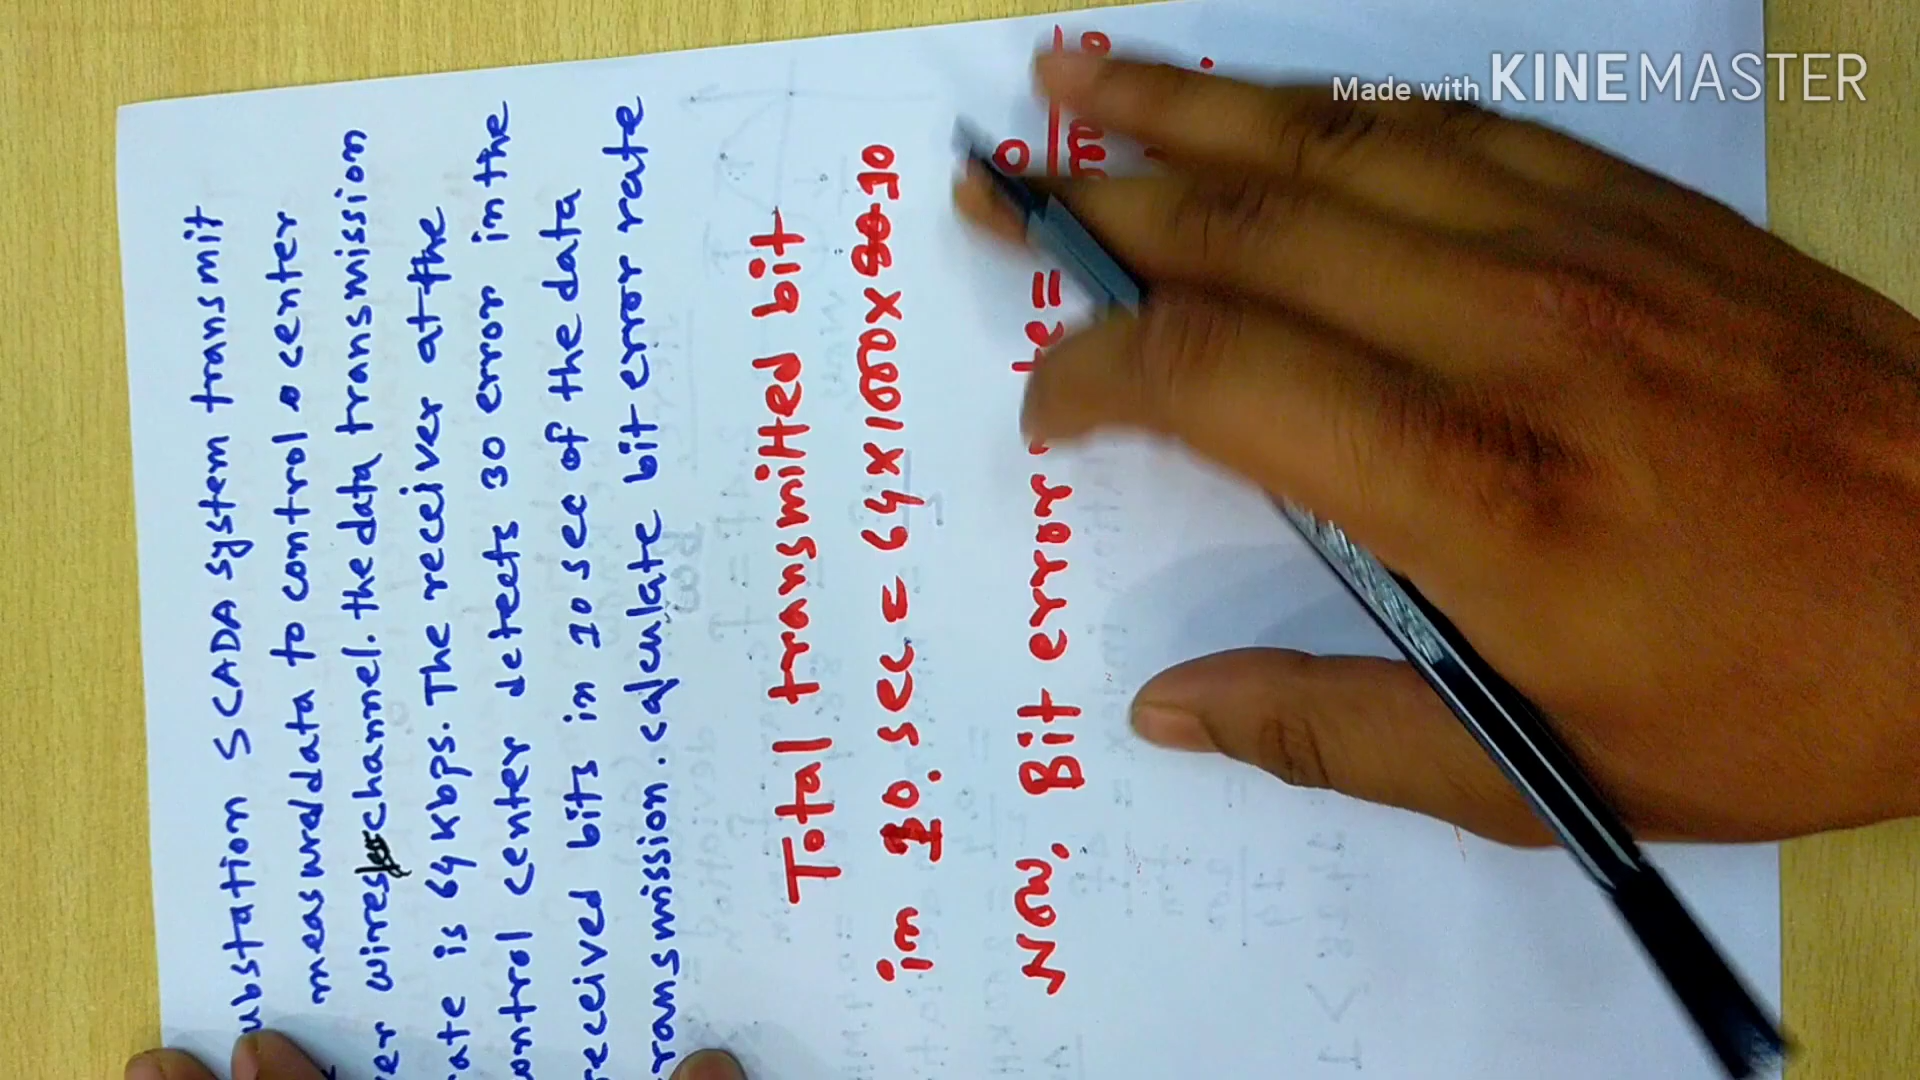 ubstation SCADA system transmit
measured data to control center
er wireless channel. the data transmission
ate is 64 kbps. The receiver at the
ontrol center detects 30 error in the
received bits in 10 sec of the data
transmission. calculate bit error rate
Total transmitted bit
in 10. sec = 64 × 1000 × 10
Now. Bit error =
Made with KINEMASTER